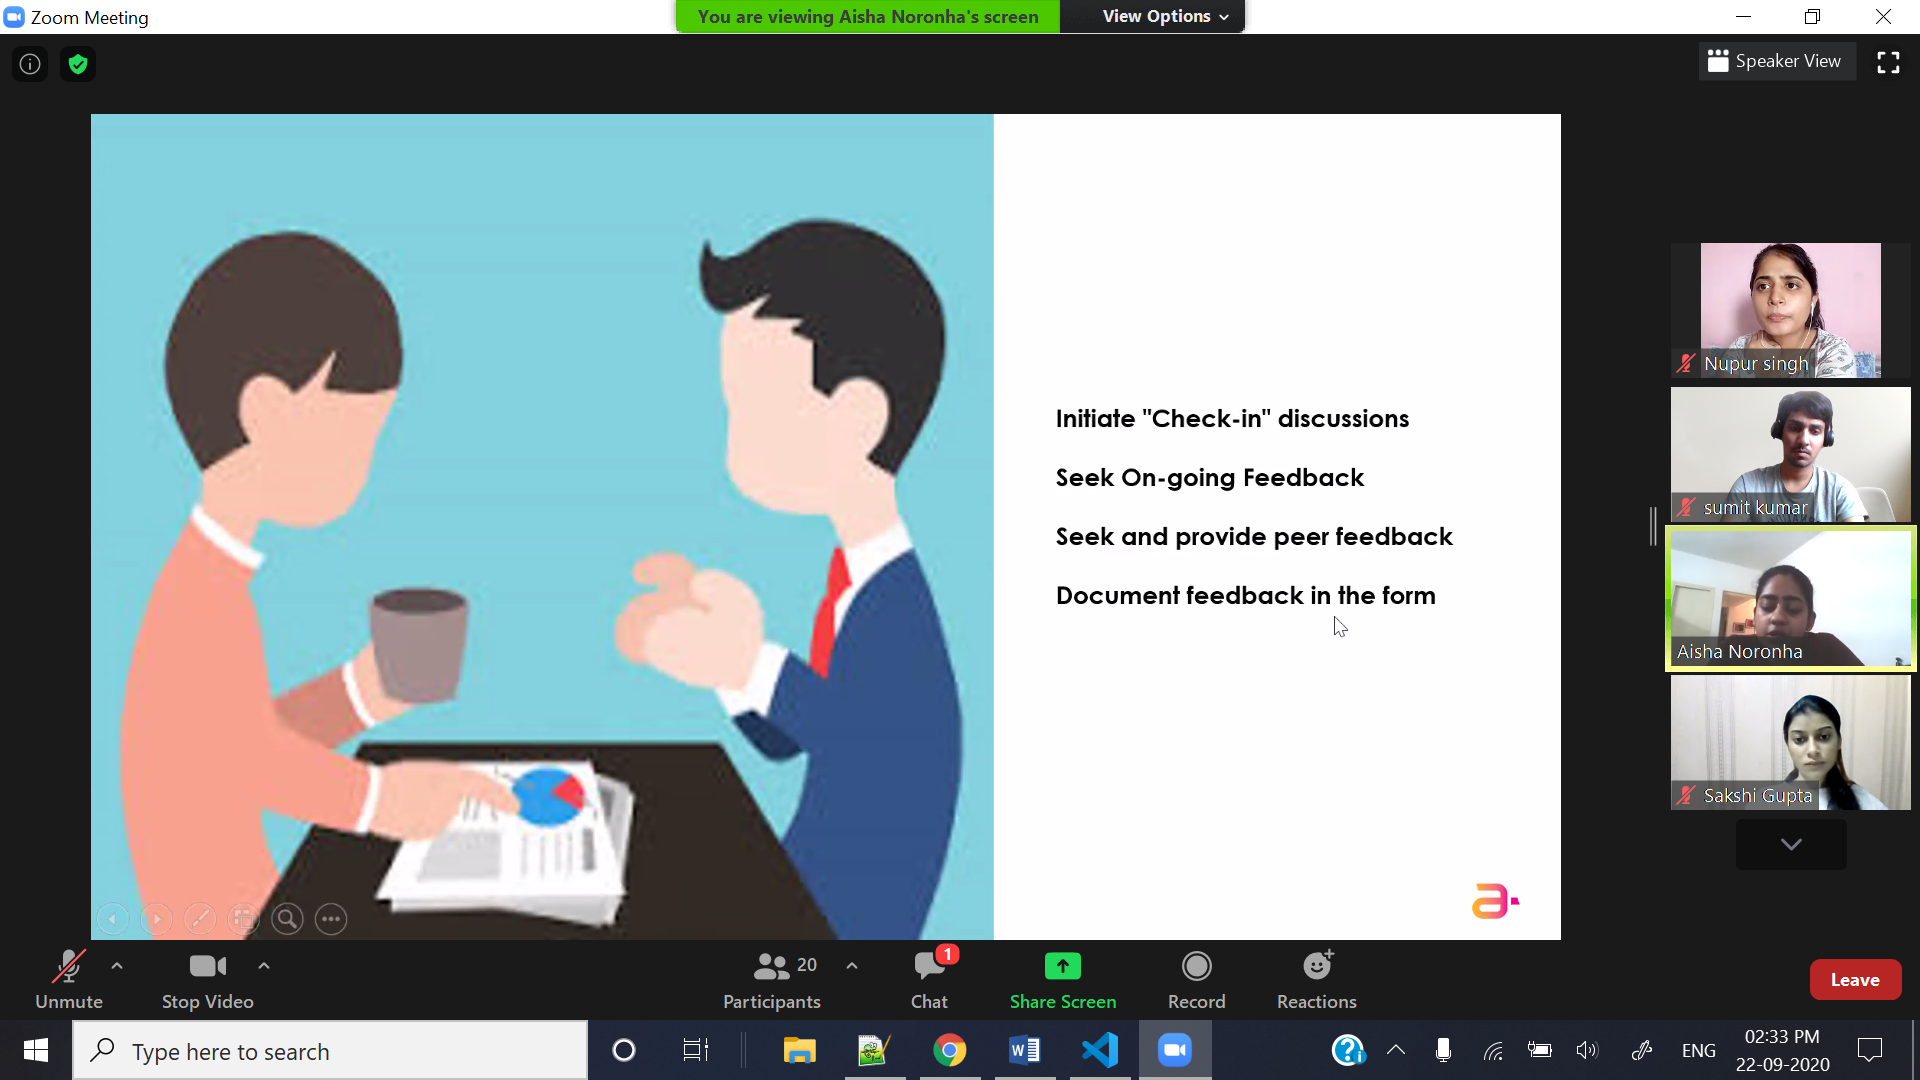 Zoom Meeting
You are viewing Aisha Noronha's screen
View Options
Speaker View
Initiate "Check-in" discussions
Seek On-going Feedback
Seek and provide peer feedback
Document feedback in the form
Nupur singh
sumit kumar
Aisha Noronha
Sakshi Gupta
a
Unmute
Stop Video
20
Participants
1
Chat
Share Screen
Record
Reactions
Leave
Type here to search
ENG
02:33 PM
22-09-2020